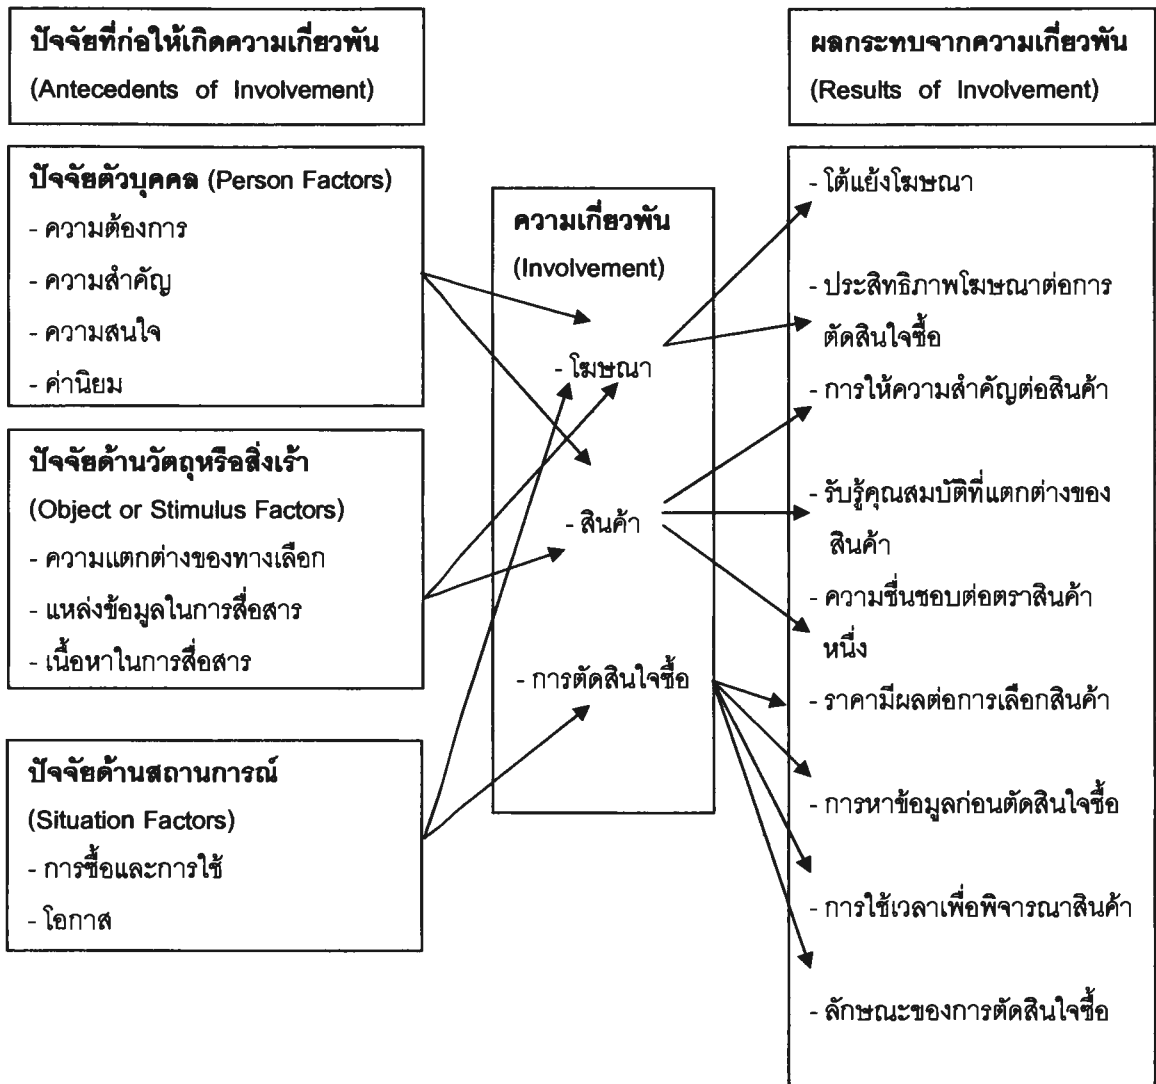 ปัจจัยที่ก่อให้เกิดความเกี่ยวพัน
(Antecedents of Involvement)
ปัจจัยตัวบุคคล (Person Factors)
- ความต้องการ
- ความสำคัญ
- ความสนใจ
- ค่านิยม
ปัจจัยด้านวัตถุหรือสิ่งเร้า
(Object or Stimulus Factors)
- ความแตกต่างของทางเลือก
- แหล่งข้อมูลในการสื่อสาร
- เนื้อหาในการสื่อสาร
ปัจจัยด้านสถานการณ์
(Situation Factors)
- การซื้อและการใช้
- โอกาส
ความเกี่ยวพัน
(Involvement)
- โฆษณา
- สินค้า
- การตัดสินใจซื้อ
ผลกระทบจากความเกี่ยวพัน
(Results of Involvement)
- โต้แย้งโฆษณา
- ประสิทธิภาพโฆษณาต่อการ
ตัดสินใจซื้อ
- การให้ความสำคัญต่อสินค้า
- รับรู้คุณสมบัติที่แตกต่างของ
สินค้า
- ความชื่นชอบต่อตราสินค้า
หนึ่ง
- ราคามีผลต่อการเลือกสินค้า
- การหาข้อมูลก่อนตัดสินใจซื้อ
- การใช้เวลาเพื่อพิจารณาสินค้า
- ลักษณะของการตัดสินใจซื้อ